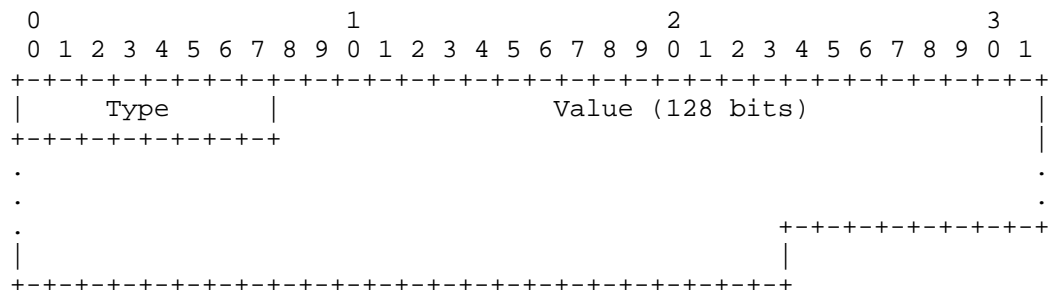 0                   1                   2                   3
 0 1 2 3 4 5 6 7 8 9 0 1 2 3 4 5 6 7 8 9 0 1 2 3 4 5 6 7 8 9 0 1
+-+-+-+-+-+-+-+-+-+-+-+-+-+-+-+-+-+-+-+-+-+-+-+-+-+-+-+-+-+-+-+-+
|     Type      |                 Value (128 bits)              |
+-+-+-+-+-+-+-+-+                                               |
.                                                               .
.                                                               .
.                                               +-+-+-+-+-+-+-+-+
|                                               |
+-+-+-+-+-+-+-+-+-+-+-+-+-+-+-+-+-+-+-+-+-+-+-+-+